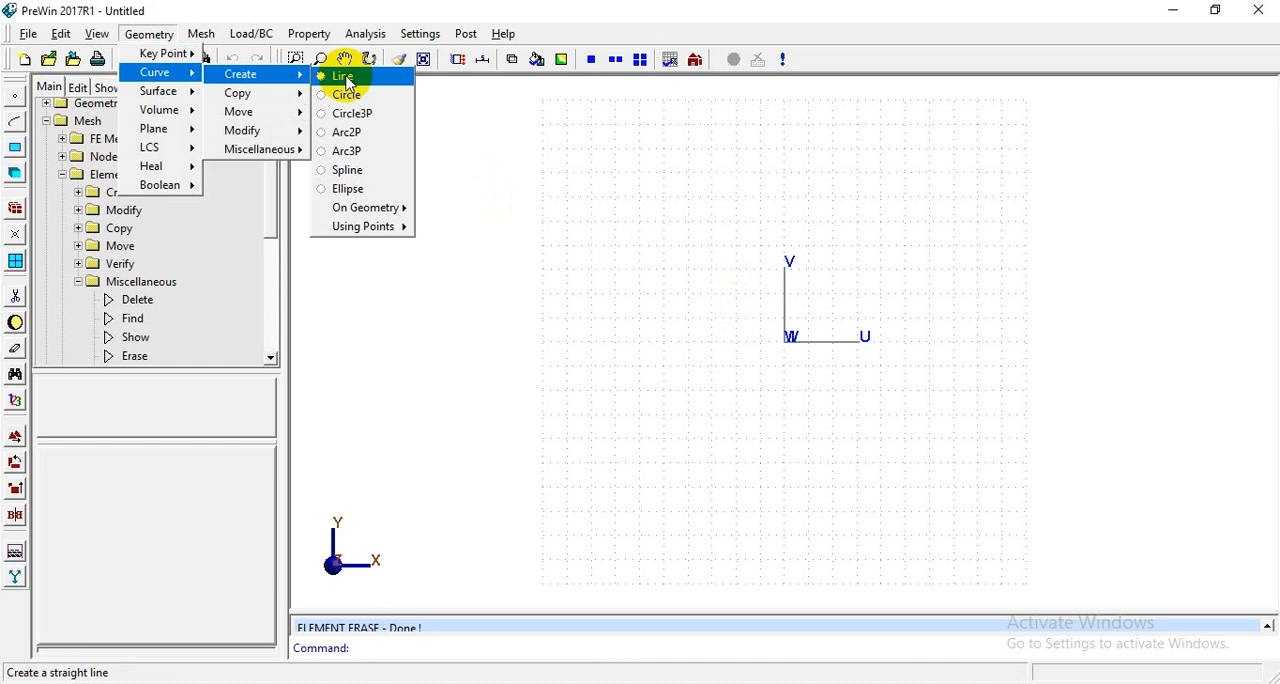 PreWin 2017R1 - Untitled
File Edit View Geometry Mesh Load/BC Property Analysis Settings Post Help
Key Point
Curve
Surface
Volume
Plane
LCS
Heal
Boolean
Create
Copy
Move
Modify
Miscellaneous
Line
Circle
Circle3P
Arc2P
Arc3P
Spline
Ellipse
On Geometry
Using Points
Main Edit Show
Geometr
Mesh
FE Me
Node
Eleme
Cr
Modify
Copy
Move
Verify
Miscellaneous
Delete
Find
Show
Erase
V
W U
Y
Z X
ELEMENT ERASE - Done !
Command:
Activate Windows
Go to Settings to activate Windows.
Create a straight line